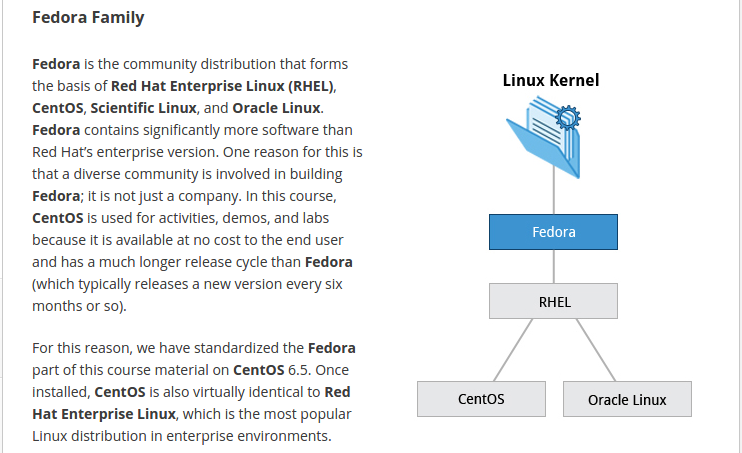 Fedora Family
Fedora is the community distribution that forms
the basis of Red Hat Enterprise Linux (RHEL),
CentOS, Scientific Linux, and Oracle Linux.
Fedora contains significantly more software than
Red Hat’s enterprise version. One reason for this is
that a diverse community is involved in building
Fedora; it is not just a company. In this course,
CentOS is used for activities, demos, and labs
because it is available at no cost to the end user
and has a much longer release cycle than Fedora
(which typically releases a new version every six
months or so).
For this reason, we have standardized the Fedora
part of this course material on CentOS 6.5. Once
installed, CentOS is also virtually identical to Red
Hat Enterprise Linux, which is the most popular
Linux distribution in enterprise environments.
Linux Kernel
Fedora
RHEL
CentOS
Oracle Linux